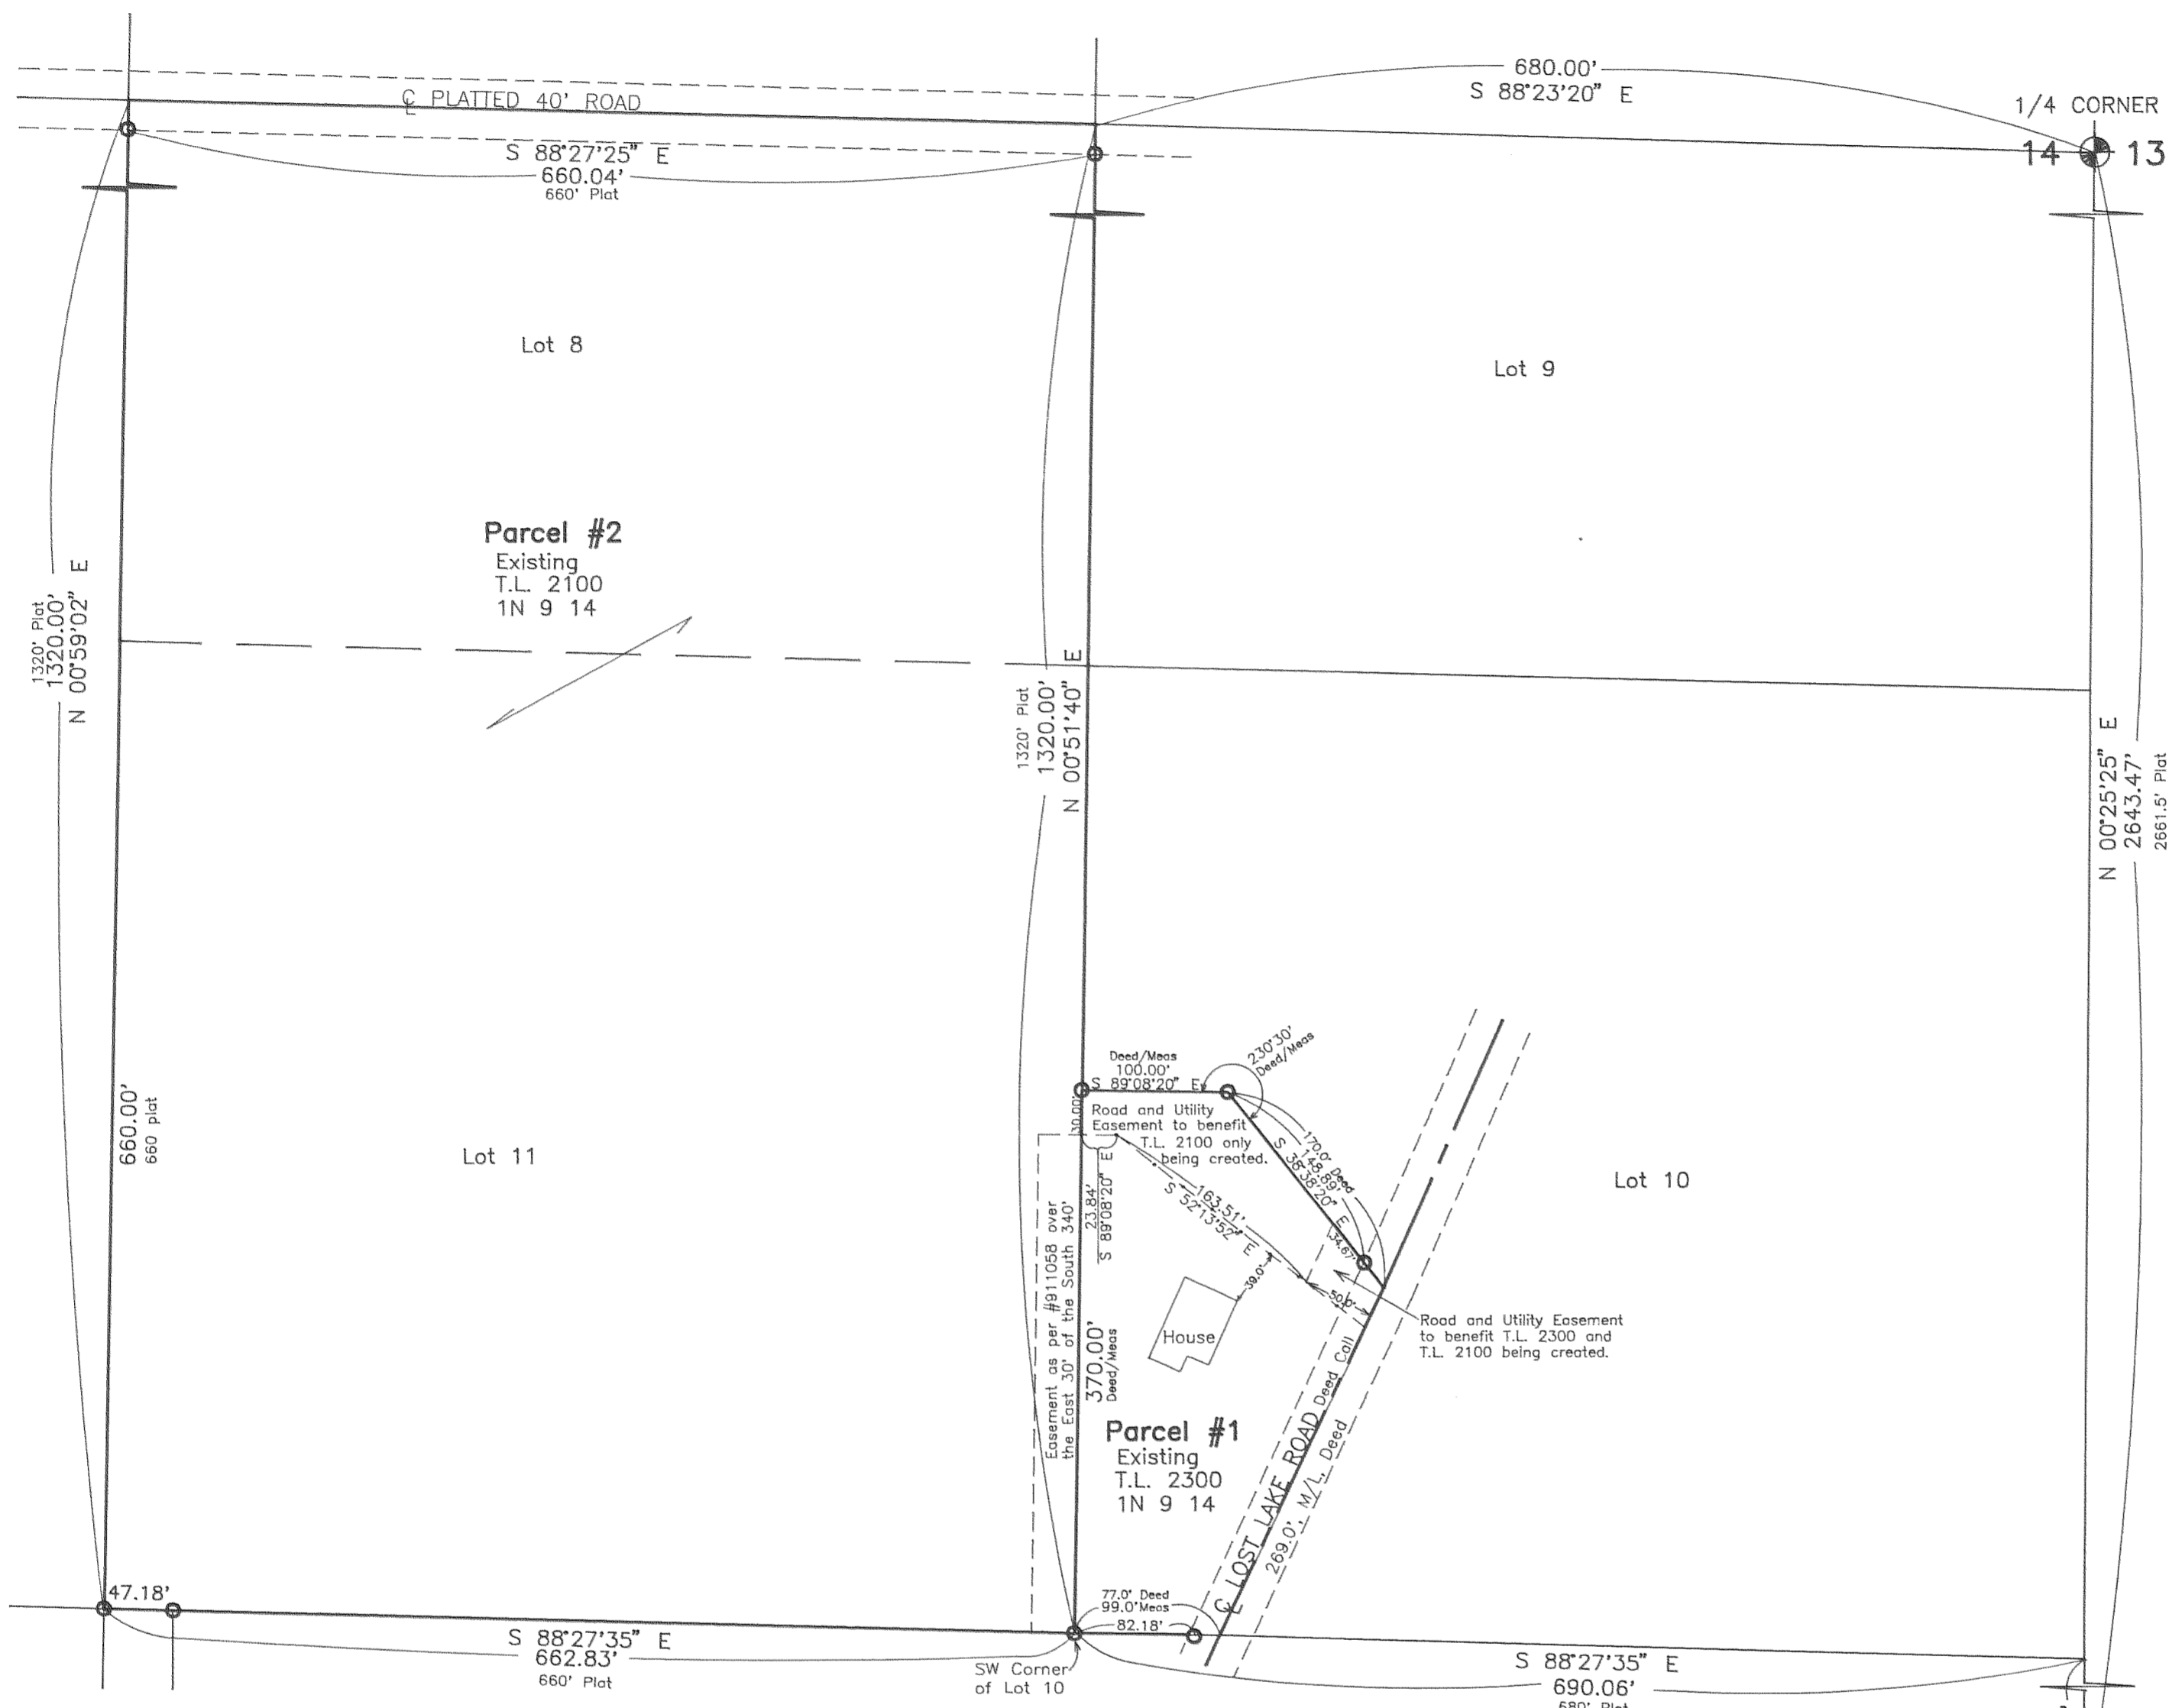 680.00'
S 88°23'20" E
1/4 CORNER
14 13
℄ PLATTED 40' ROAD
S 88°27'25" E
660.04'
660' Plat
Lot 8
Lot 9
Parcel #2
Existing
T.L. 2100
1N 9 14
1320' Plat
1320.00'
N 00°59'02" E
1320' Plat
1320.00'
N 00°51'40" E
N 00°25'25" E
2643.47'
2661.5' Plat
660.00'
660 plat
Lot 11
Lot 10
Deed/Meas
100.00'
S 89°08'20" E
230°30'
Deed/Meas
30.00'
Road and Utility
Easement to benefit
T.L. 2100 only
being created.
170.0' Deed
148.89'
S 38°38'20" E
34.67'
23.84'
S 89°08'20" E
163.51'
S 52°13'52" E
39.0'
50.0'
House
Road and Utility Easement
to benefit T.L. 2300 and
T.L. 2100 being created.
Easement as per #911058 over
the East 30' of the South 340'
370.00'
Deed/Meas
Parcel #1
Existing
T.L. 2300
1N 9 14
℄ LOST LAKE ROAD Deed Call
269.0', M/L, Deed
47.18'
S 88°27'35" E
662.83'
660' Plat
77.0' Deed
99.0'Meas
82.18'
SW Corner
of Lot 10
S 88°27'35" E
690.06'
680' Plat